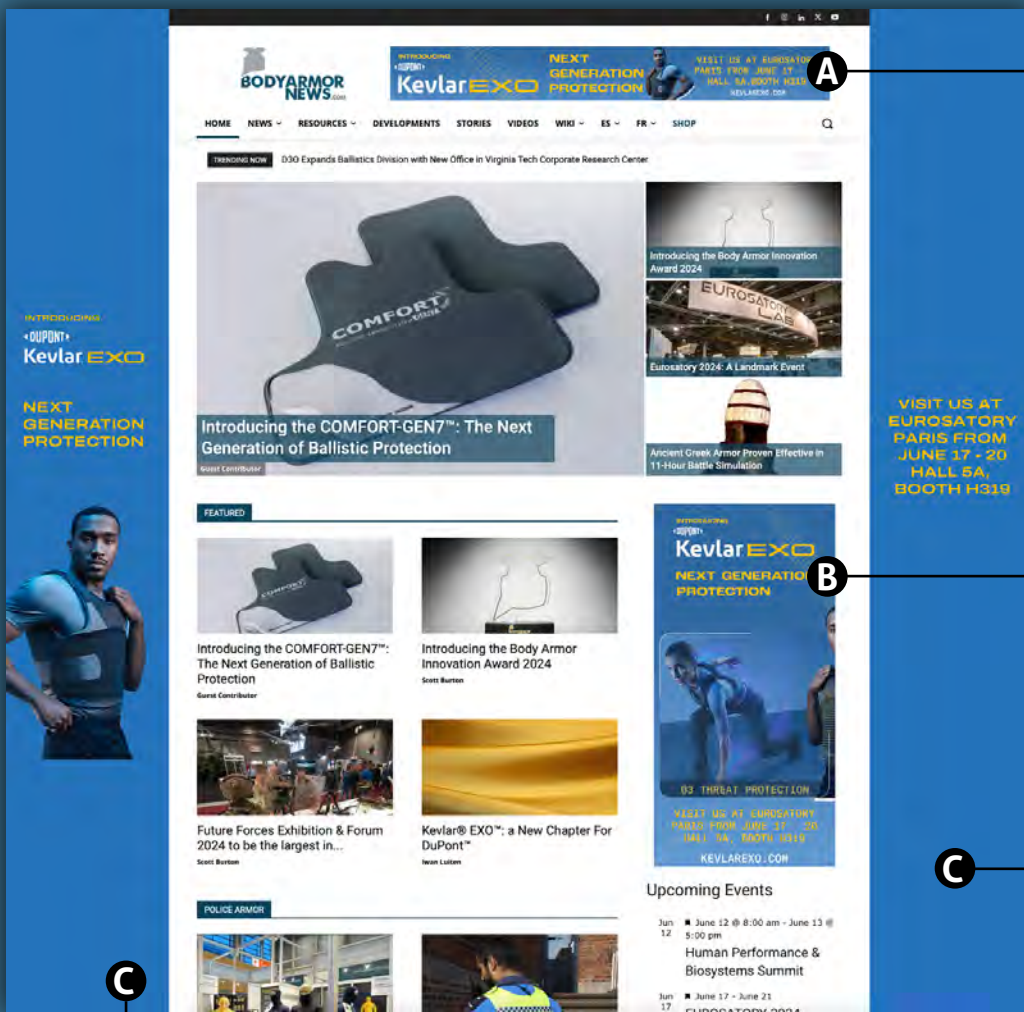 BODYARMOR
NEWS.COM
INTRODUCING
‹DUPONT›
Kevlar EXO
NEXT
GENERATION
PROTECTION
VISIT US AT EUROSATORY
PARIS FROM JUNE 17 -
HALL 5A, BOOTH H319
KEVLAREXO.COM
A
HOME NEWS RESOURCES DEVELOPMENTS STORIES VIDEOS WIKI ES FR SHOP
TRENDING NOW D3O Expands Ballistics Division with New Office in Virginia Tech Corporate Research Center
COMFORT
Introducing the COMFORT-GEN7™: The Next
Generation of Ballistic Protection
Guest Contributor
Introducing the Body Armor Innovation
Award 2024
EUROSATORY
LAB
Eurosatory 2024: A Landmark Event
Ancient Greek Armor Proven Effective in
11-Hour Battle Simulation
INTRODUCING
‹DUPONT›
Kevlar EXO
NEXT
GENERATION
PROTECTION
VISIT US AT
EUROSATORY
PARIS FROM
JUNE 17 - 20
HALL 5A,
BOOTH H319
FEATURED
COMFORT
Introducing the COMFORT-GEN7™:
The Next Generation of Ballistic
Protection
Guest Contributor
Introducing the Body Armor
Innovation Award 2024
Scott Burton
Future Forces Exhibition & Forum
2024 to be the largest in...
Scott Burton
Kevlar® EXO™: a New Chapter For
DuPont™
Iwan Luiten
INTRODUCING
‹DUPONT›
Kevlar EXO
NEXT GENERATION
PROTECTION
B
03 THREAT PROTECTION
VISIT US AT EUROSATORY
PARIS FROM JUNE 17 - 20
HALL 5A, BOOTH H319
KEVLAREXO.COM
C
POLICE ARMOR
Upcoming Events
Jun
12
June 12 @ 8:00 am - June 13 @
5:00 pm
Human Performance &
Biosystems Summit
Jun
17
June 17 - June 21
EUROSATORY 2024
C